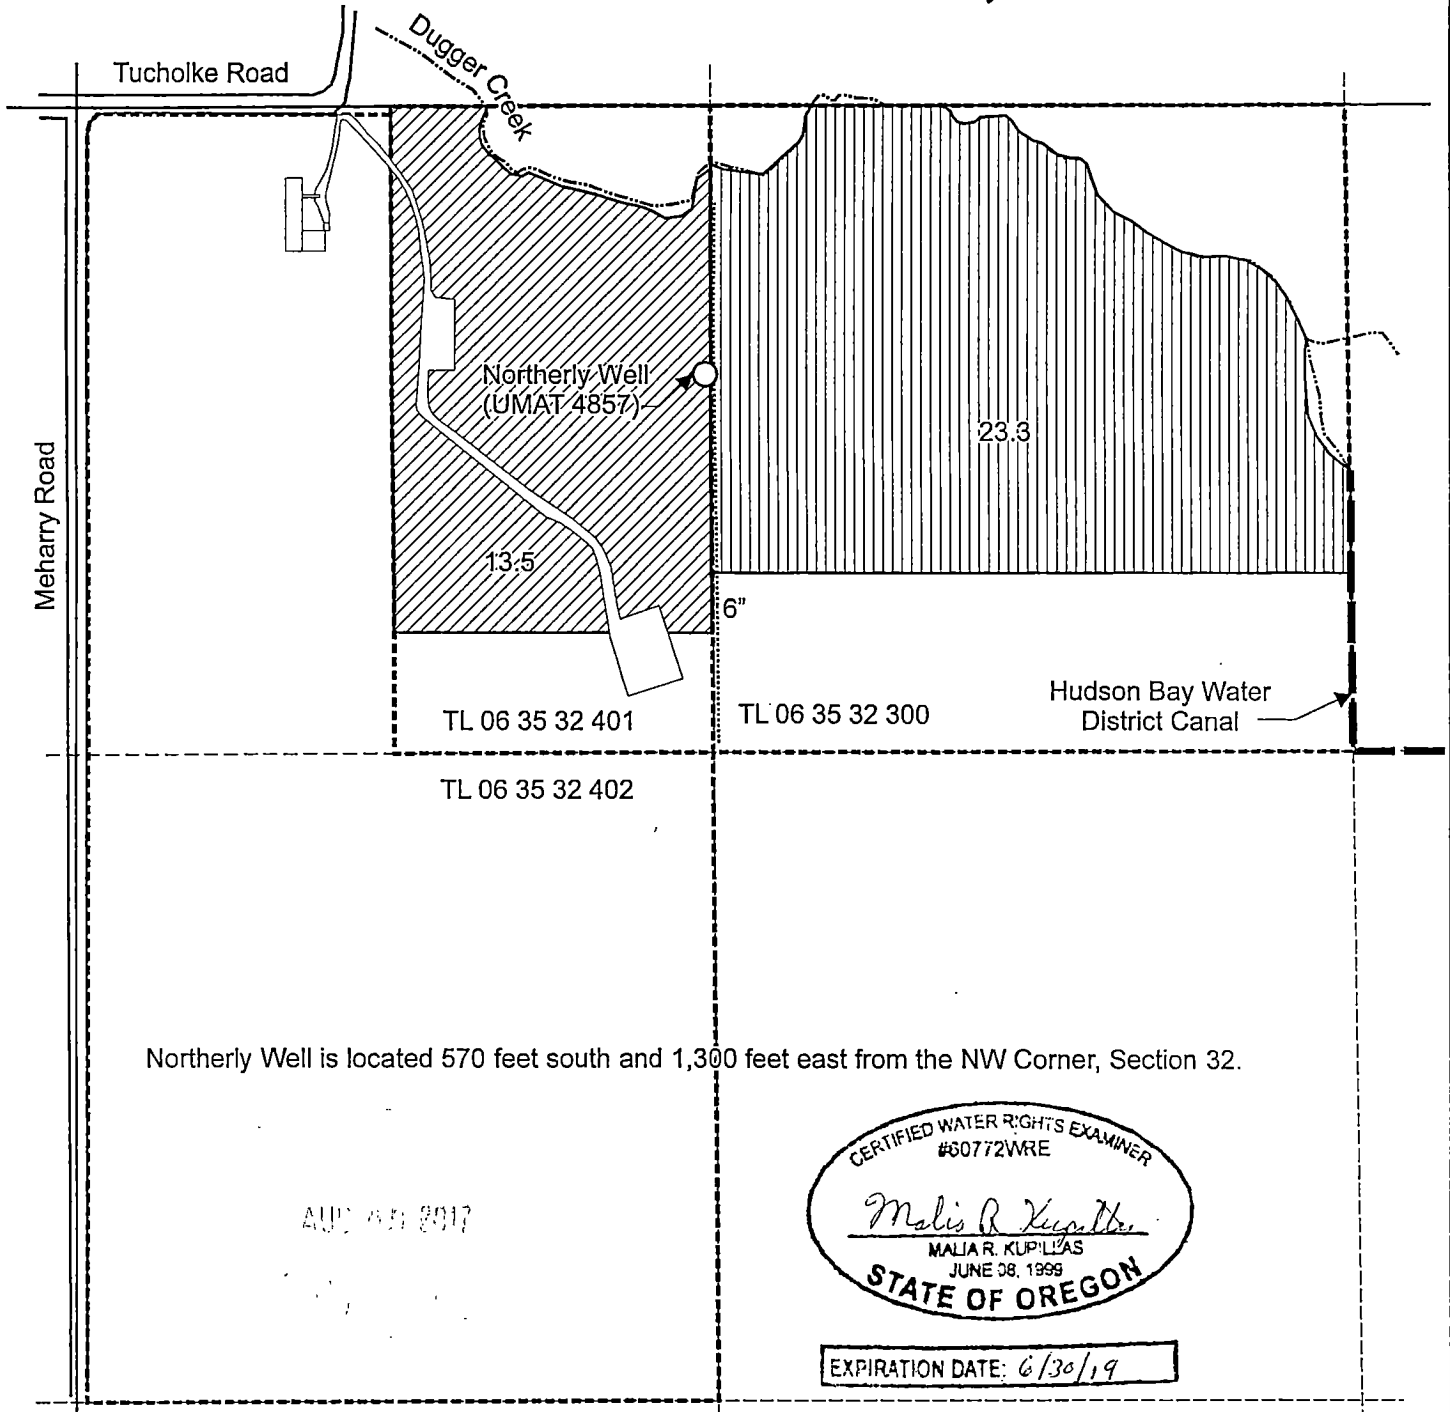 Tucholke Road
Dugger Creek
Meharry Road
Northerly Well
(UMAT 4857)
23.3
13.5
6"
TL 06 35 32 401
TL 06 35 32 300
Hudson Bay Water
District Canal
TL 06 35 32 402
Northerly Well is located 570 feet south and 1,300 feet east from the NW Corner, Section 32.
2017
CERTIFIED WATER RIGHTS EXAMINER
#60772WRE
Malia R Kupillas
MALIA R. KUPILLAS
JUNE 08, 1999
STATE OF OREGON
EXPIRATION DATE: 6/30/19